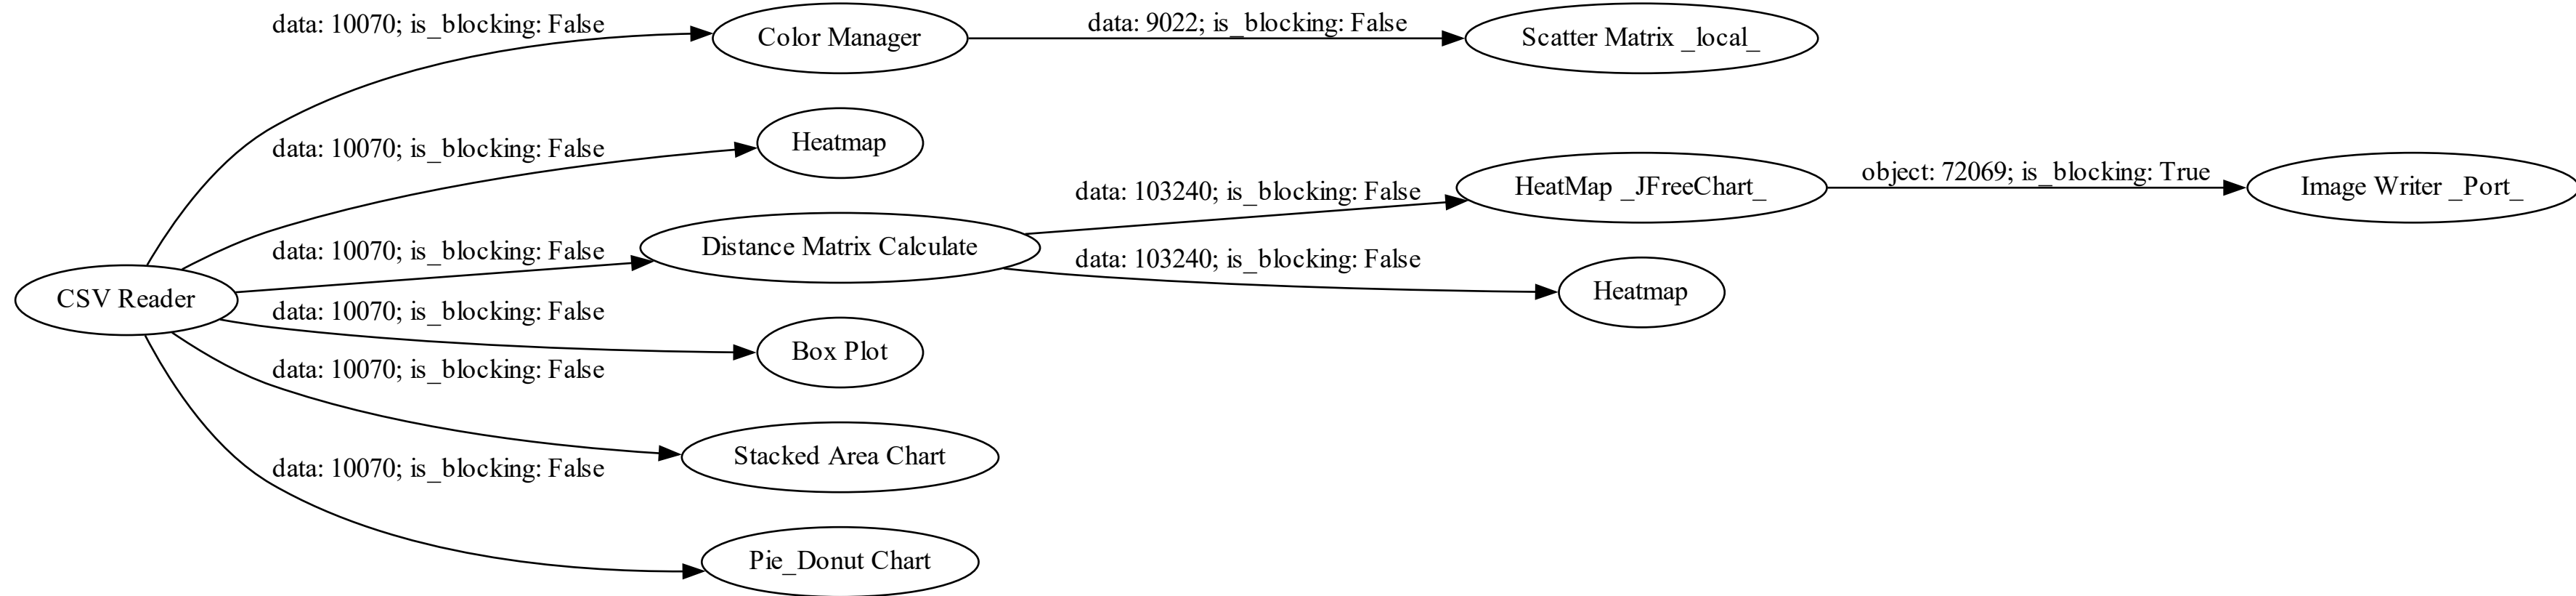 data: 10070; is_blocking: False
Color Manager
data: 9022; is_blocking: False
Scatter Matrix _local_
data: 10070; is_blocking: False
Heatmap
data: 103240; is_blocking: False
HeatMap _JFreeChart_
object: 72069; is_blocking: True
Image Writer _Port_
CSV Reader
data: 10070; is_blocking: False
Distance Matrix Calculate
data: 103240; is_blocking: False
Heatmap
data: 10070; is_blocking: False
Box Plot
data: 10070; is_blocking: False
Stacked Area Chart
data: 10070; is_blocking: False
Pie_Donut Chart